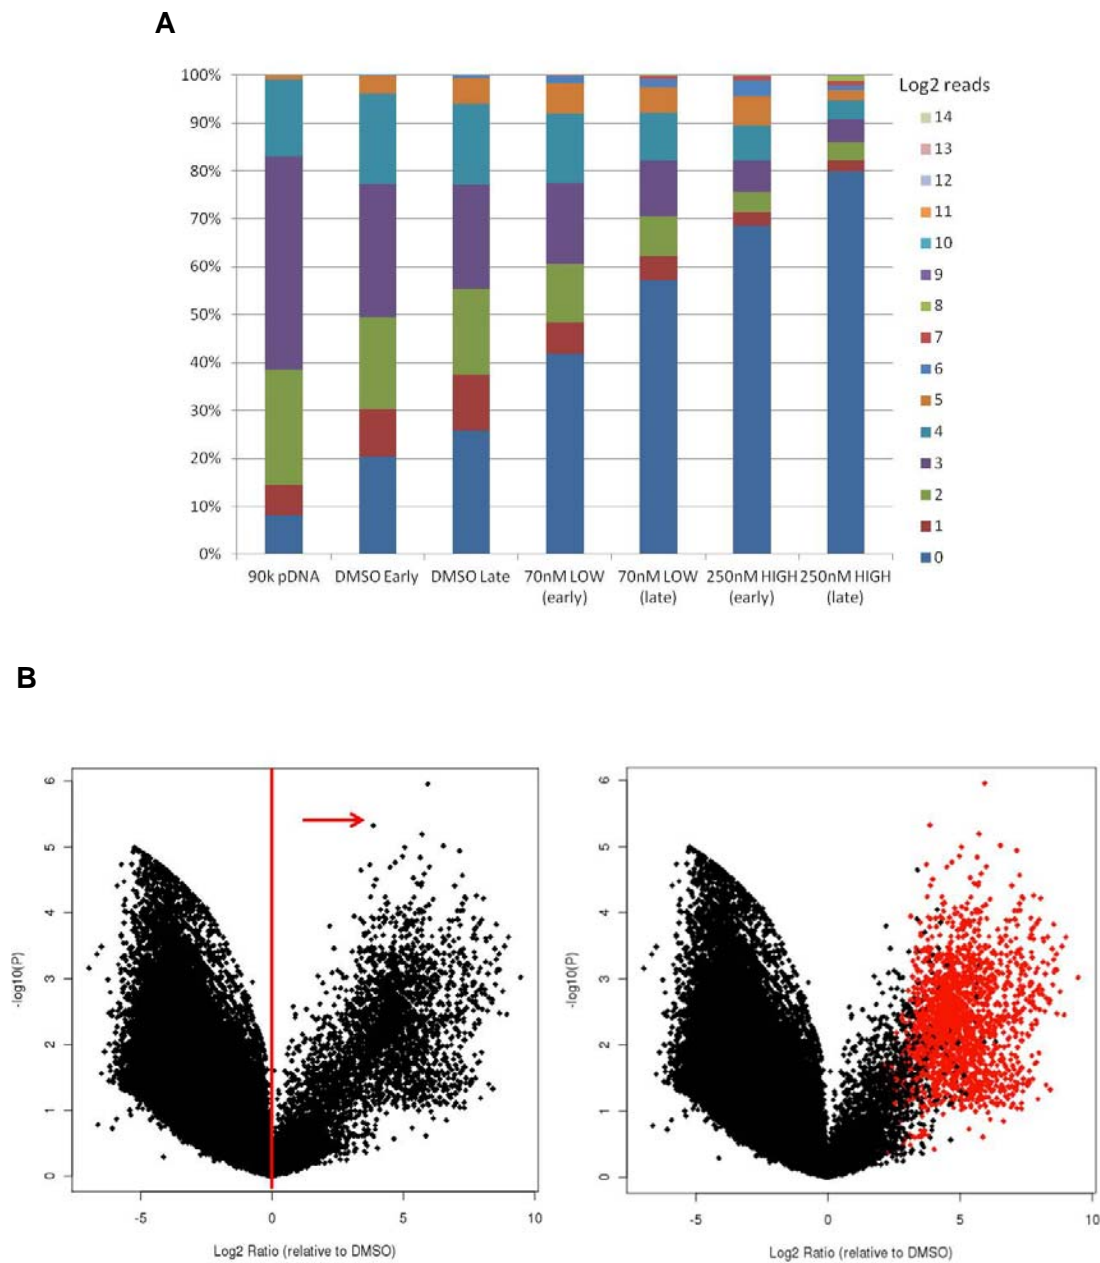 A
100%
90%
80%
70%
60%
50%
40%
30%
20%
10%
0%
90k pDNA
DMSO Early
DMSO Late
70nM LOW
(early)
70nM LOW
(late)
250nM HIGH
(early)
250nM HIGH
(late)
Log2 reads
14
13
12
11
10
9
8
7
6
5
4
3
2
1
0
B
-log10(P)
6
5
4
3
2
1
0
-5 0 5 10
Log2 Ratio (relative to DMSO)
-log10(P)
6
5
4
3
2
1
0
-5 0 5 10
Log2 Ratio (relative to DMSO)